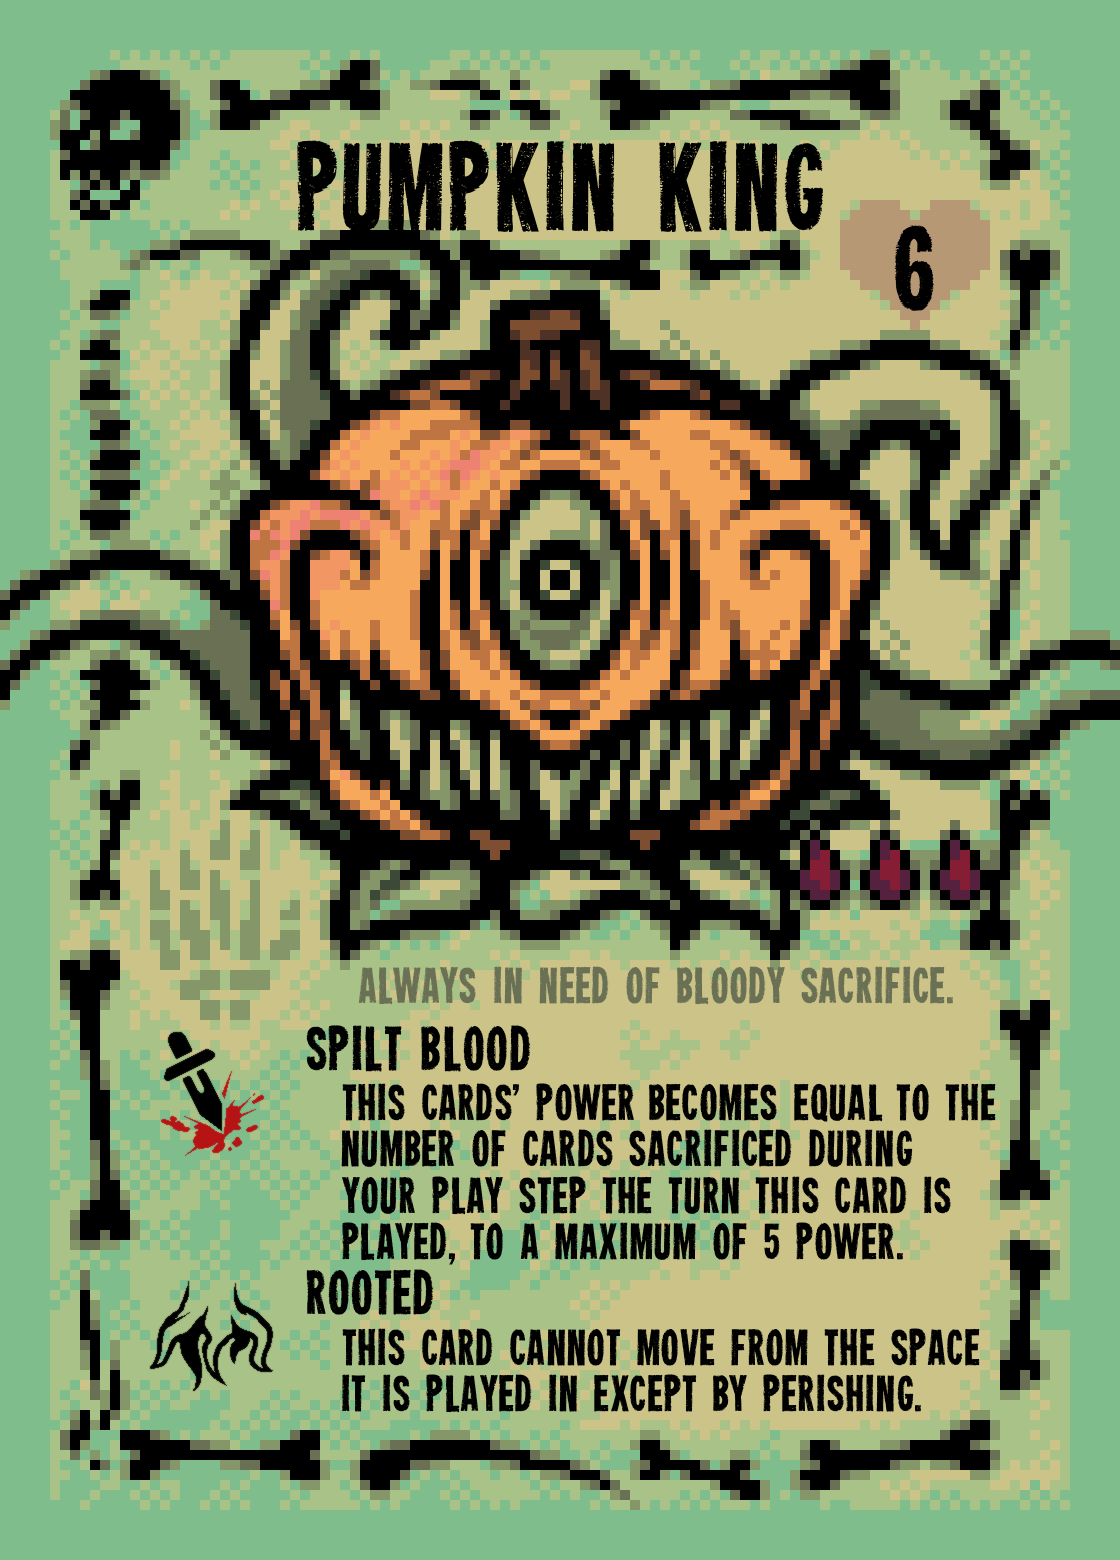 PUMPKIN KING
6
ALWAYS IN NEED OF BLOODY SACRIFICE.
SPILT BLOOD
THIS CARDS' POWER BECOMES EQUAL TO THE
NUMBER OF CARDS SACRIFICED DURING
YOUR PLAY STEP THE TURN THIS CARD IS
PLAYED, TO A MAXIMUM OF 5 POWER.
ROOTED
THIS CARD CANNOT MOVE FROM THE SPACE
IT IS PLAYED IN EXCEPT BY PERISHING.